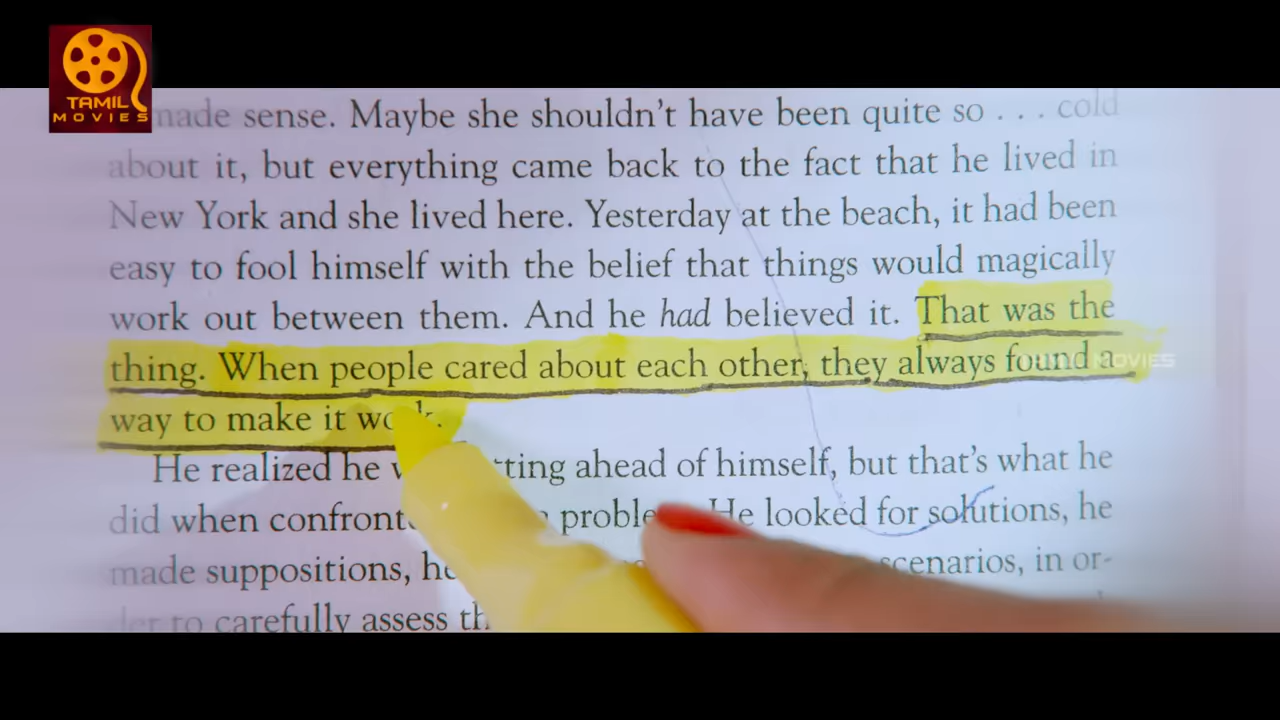 TAMIL
MOVIES
made sense. Maybe she shouldn't have been quite so . . . cold
about it, but everything came back to the fact that he lived in
New York and she lived here. Yesterday at the beach, it had been
easy to fool himself with the belief that things would magically
work out between them. And he had believed it. That was the
thing. When people cared about each other, they always found a
MOVIES
way to make it
He realized he ahead of himself, but that's what he
did when He looked for solutions, he
made suppositions, scenarios, in or-
der to carefully assess